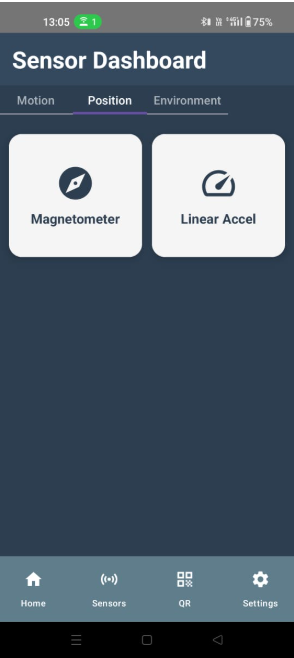 13:05 1 75%
Sensor Dashboard
Motion Position Environment
Magnetometer Linear Accel
Home Sensors QR Settings